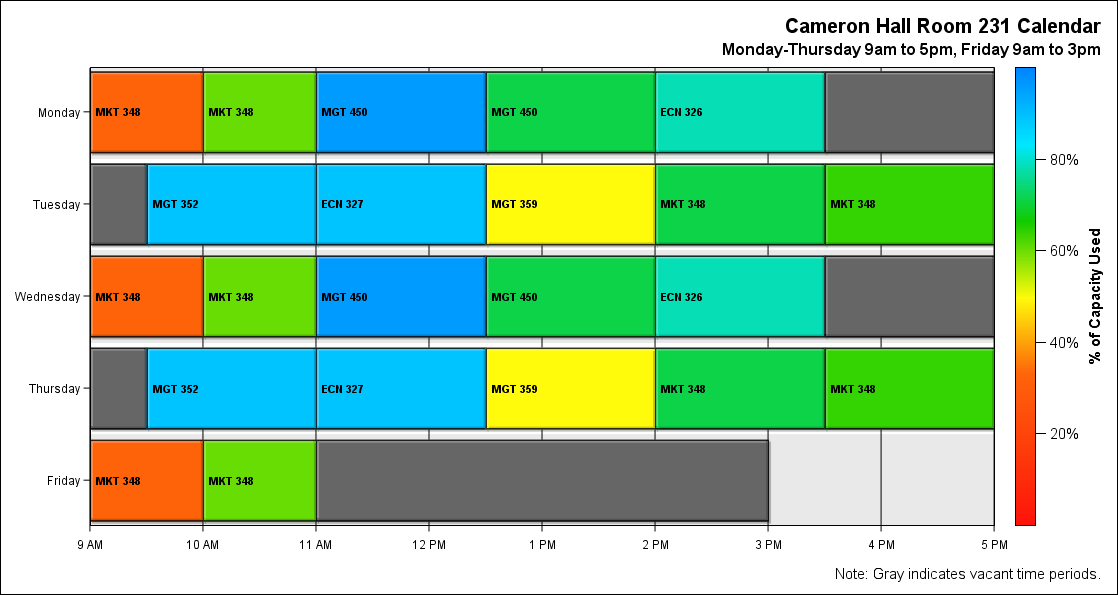 Cameron Hall Room 231 Calendar
Monday-Thursday 9am to 5pm, Friday 9am to 3pm
Monday MKT 348 MKT 348 MGT 450 MGT 450 ECN 326
Tuesday MGT 352 ECN 327 MGT 359 MKT 348 MKT 348
Wednesday MKT 348 MKT 348 MGT 450 MGT 450 ECN 326
Thursday MGT 352 ECN 327 MGT 359 MKT 348 MKT 348
Friday MKT 348 MKT 348
9 AM 10 AM 11 AM 12 PM 1 PM 2 PM 3 PM 4 PM 5 PM
80%
60%
40%
20%
% of Capacity Used
Note: Gray indicates vacant time periods.